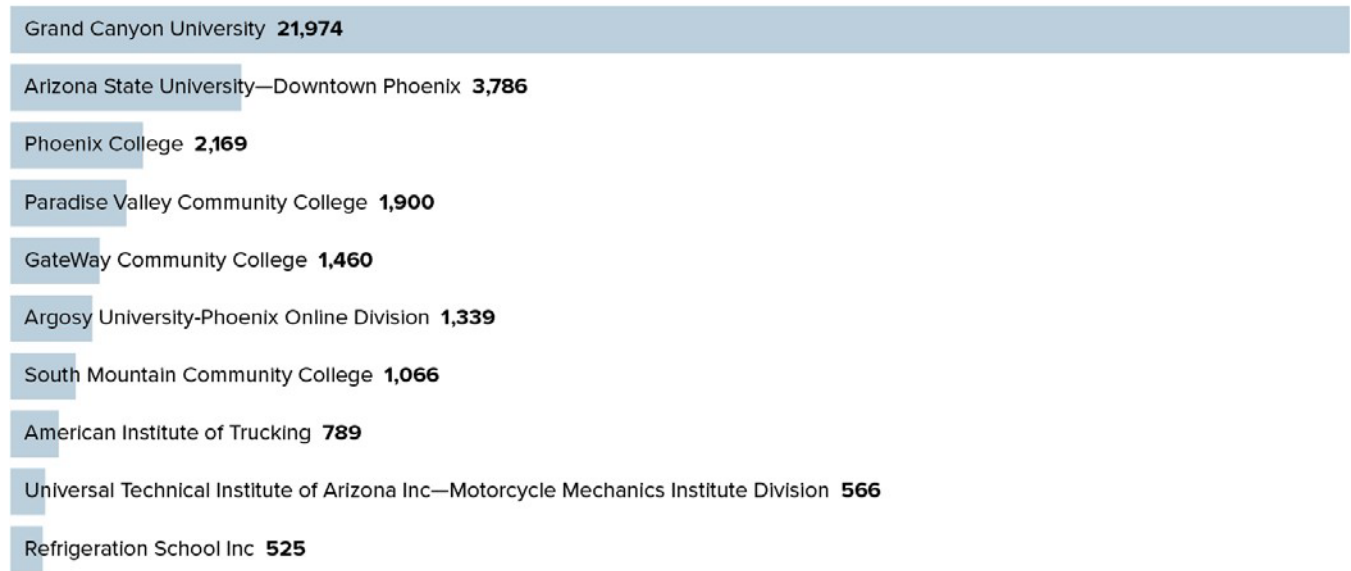 Grand Canyon University 21,974
Arizona State University—Downtown Phoenix 3,786
Phoenix College 2,169
Paradise Valley Community College 1,900
GateWay Community College 1,460
Argosy University-Phoenix Online Division 1,339
South Mountain Community College 1,066
American Institute of Trucking 789
Universal Technical Institute of Arizona Inc—Motorcycle Mechanics Institute Division 566
Refrigeration School Inc 525